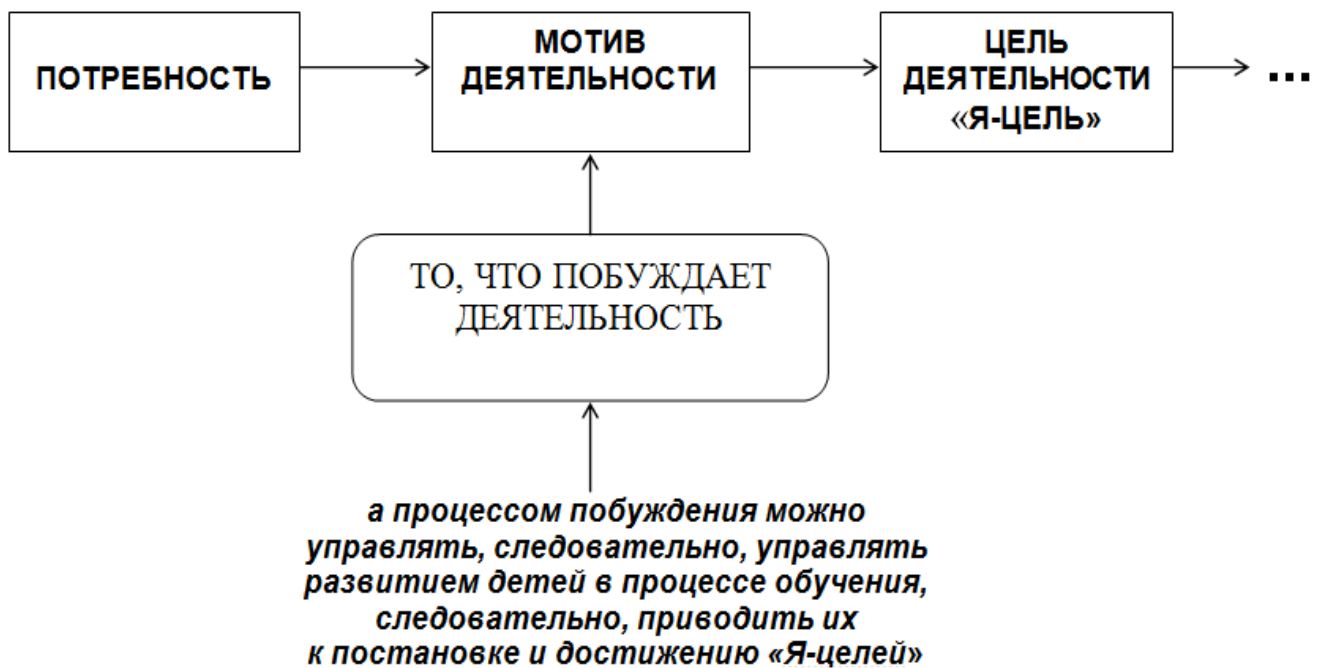 ПОТРЕБНОСТЬ
МОТИВ
ДЕЯТЕЛЬНОСТИ
ЦЕЛЬ
ДЕЯТЕЛЬНОСТИ
«Я-ЦЕЛЬ»
...
ТО, ЧТО ПОБУЖДАЕТ
ДЕЯТЕЛЬНОСТЬ
а процессом побуждения можно
управлять, следовательно, управлять
развитием детей в процессе обучения,
следовательно, приводить их
к постановке и достижению «Я-целей»